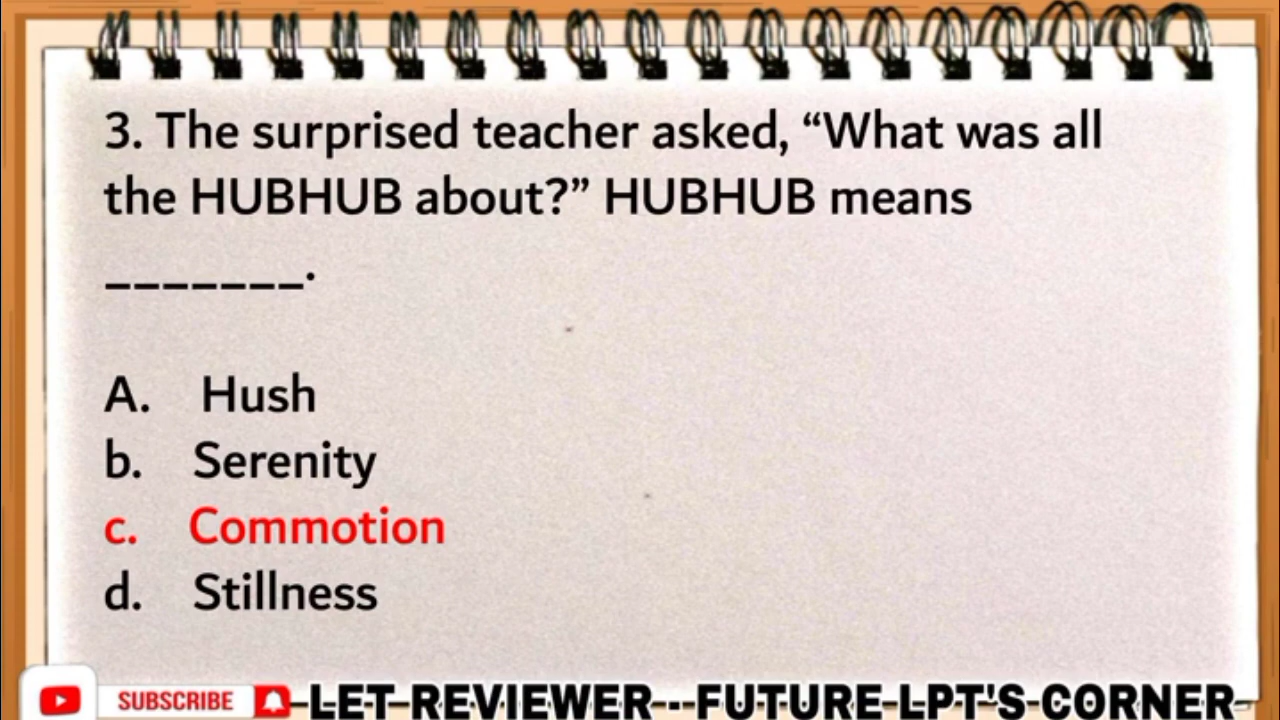 3. The surprised teacher asked, “What was all
the HUBHUB about?” HUBHUB means
_______.
A. Hush
b. Serenity
c. Commotion
d. Stillness
SUBSCRIBE
LET REVIEWER - FUTURE LPT'S CORNER